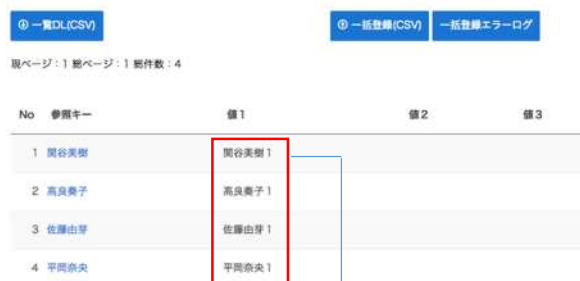 一覧DL(CSV) 一括登録(CSV) 一括登録エラーログ
現ページ：1 総ページ：1 総件数：4
No 参照キー 値1 値2 値3
1 関谷美樹 関谷美樹1
2 高良奏子 高良奏子1
3 佐藤由芽 佐藤由芽1
4 平岡奈央 平岡奈央1